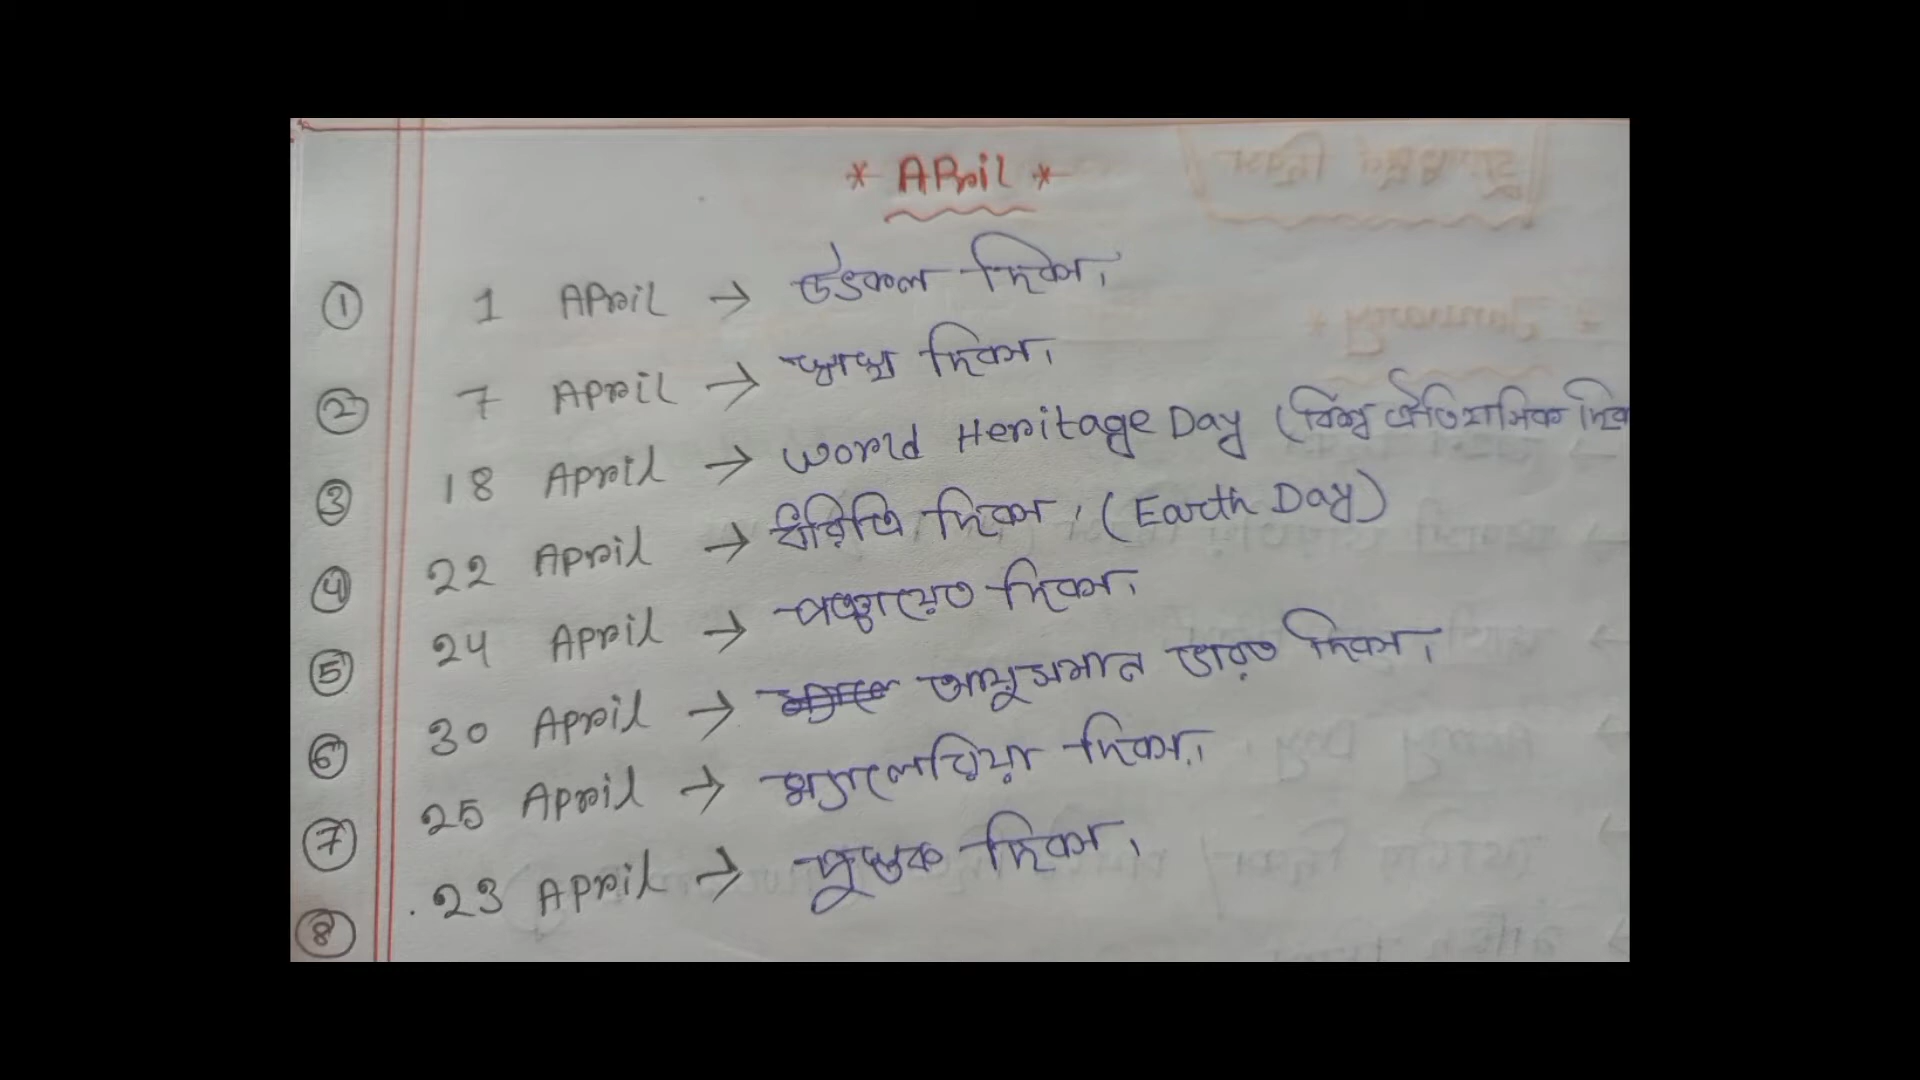 * APRil *
① 1 APRil → উৎকল দিবস।
② 7 APRil → স্বাস্থ্য দিবস।
③ 18 APRil → World Heritage Day (বিশ্ব ঐতিহাসিক দিব
④ 22 APRil → ধরিত্রি দিবস। (Earth Day)
⑤ 24 APRil → পঞ্চায়েত দিবস।
⑥ 30 APRil → আয়ুসমান ভারত দিবস।
⑦ 25 APRil → ম্যালেরিয়া দিবস।
⑧ 23 APRil → পুস্তক দিবস।